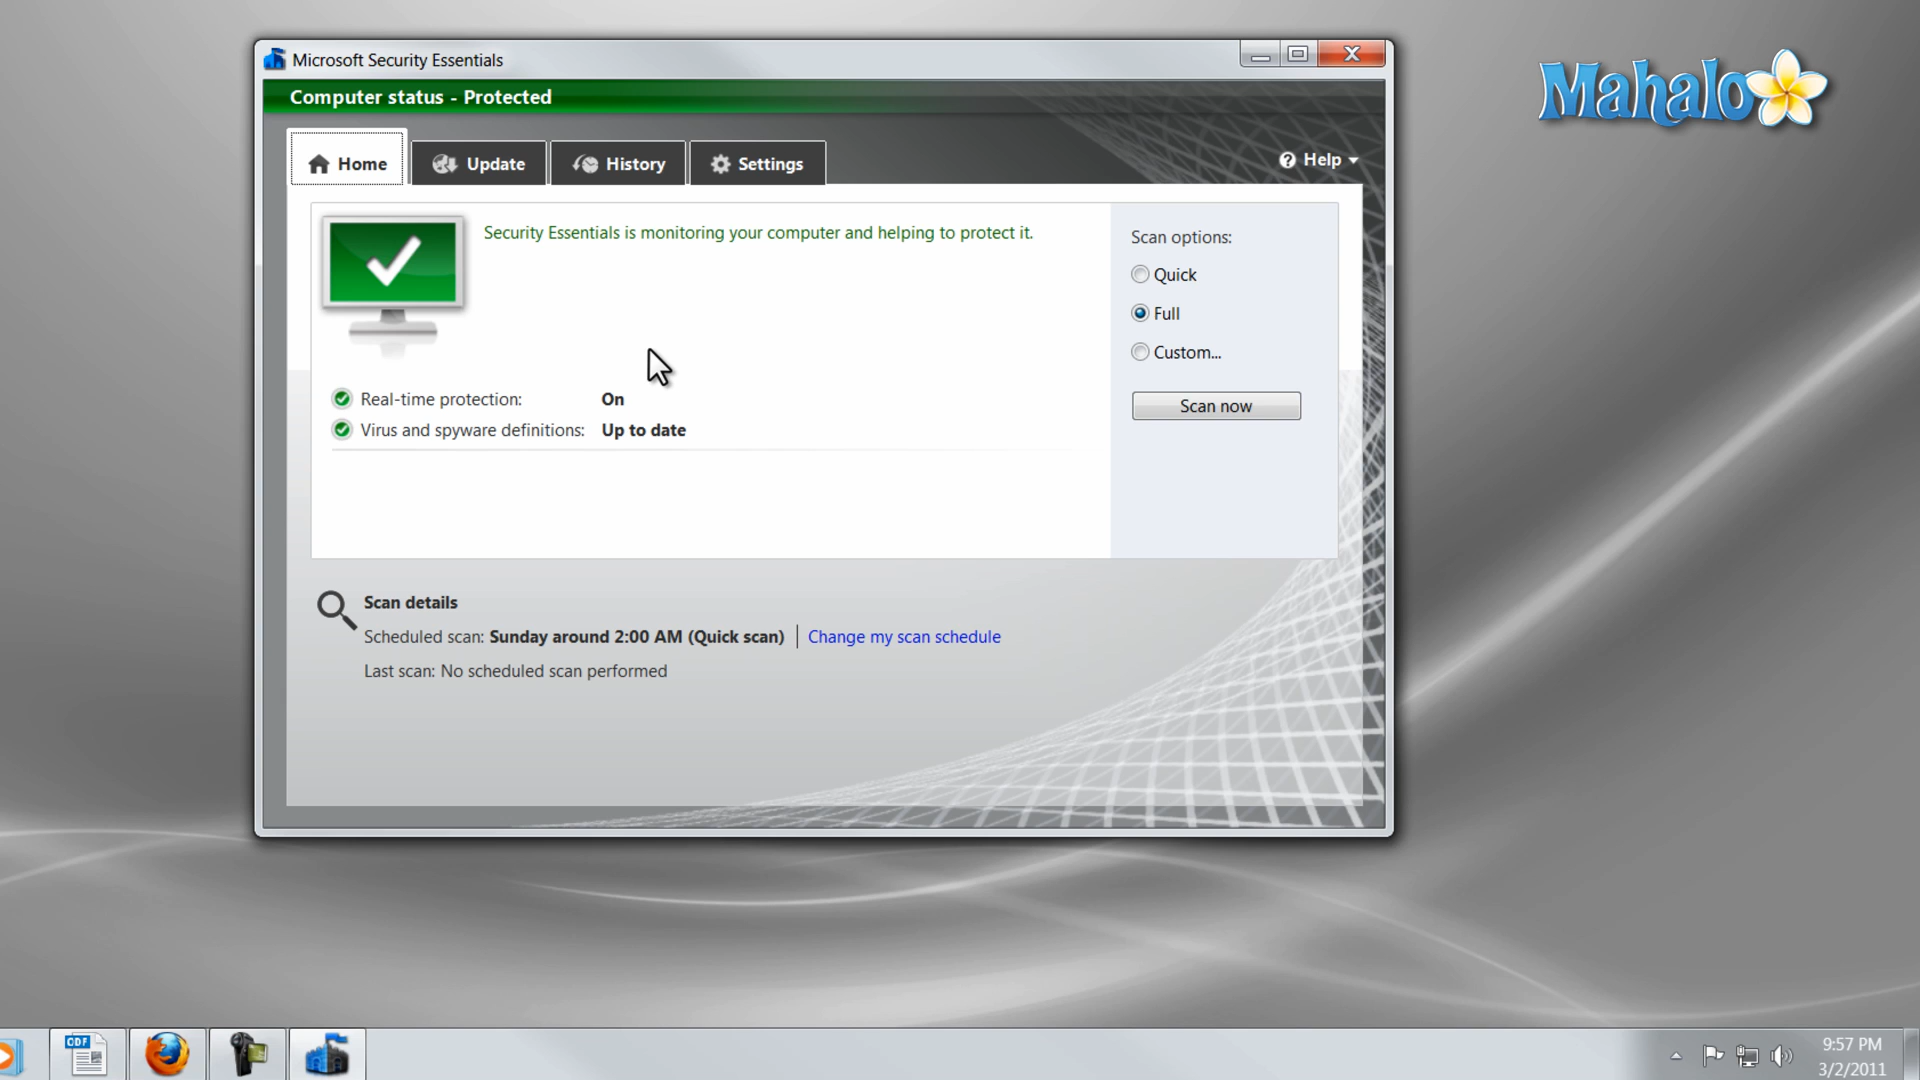 Microsoft Security Essentials
Mahalo
Computer status - Protected
Home
Update
History
Settings
Help
Security Essentials is monitoring your computer and helping to protect it.
Scan options:
Quick
Full
Custom...
Scan now
Real-time protection: On
Virus and spyware definitions: Up to date
Scan details
Scheduled scan: Sunday around 2:00 AM (Quick scan) Change my scan schedule
Last scan: No scheduled scan performed
ODF
9:57 PM
3/2/2011